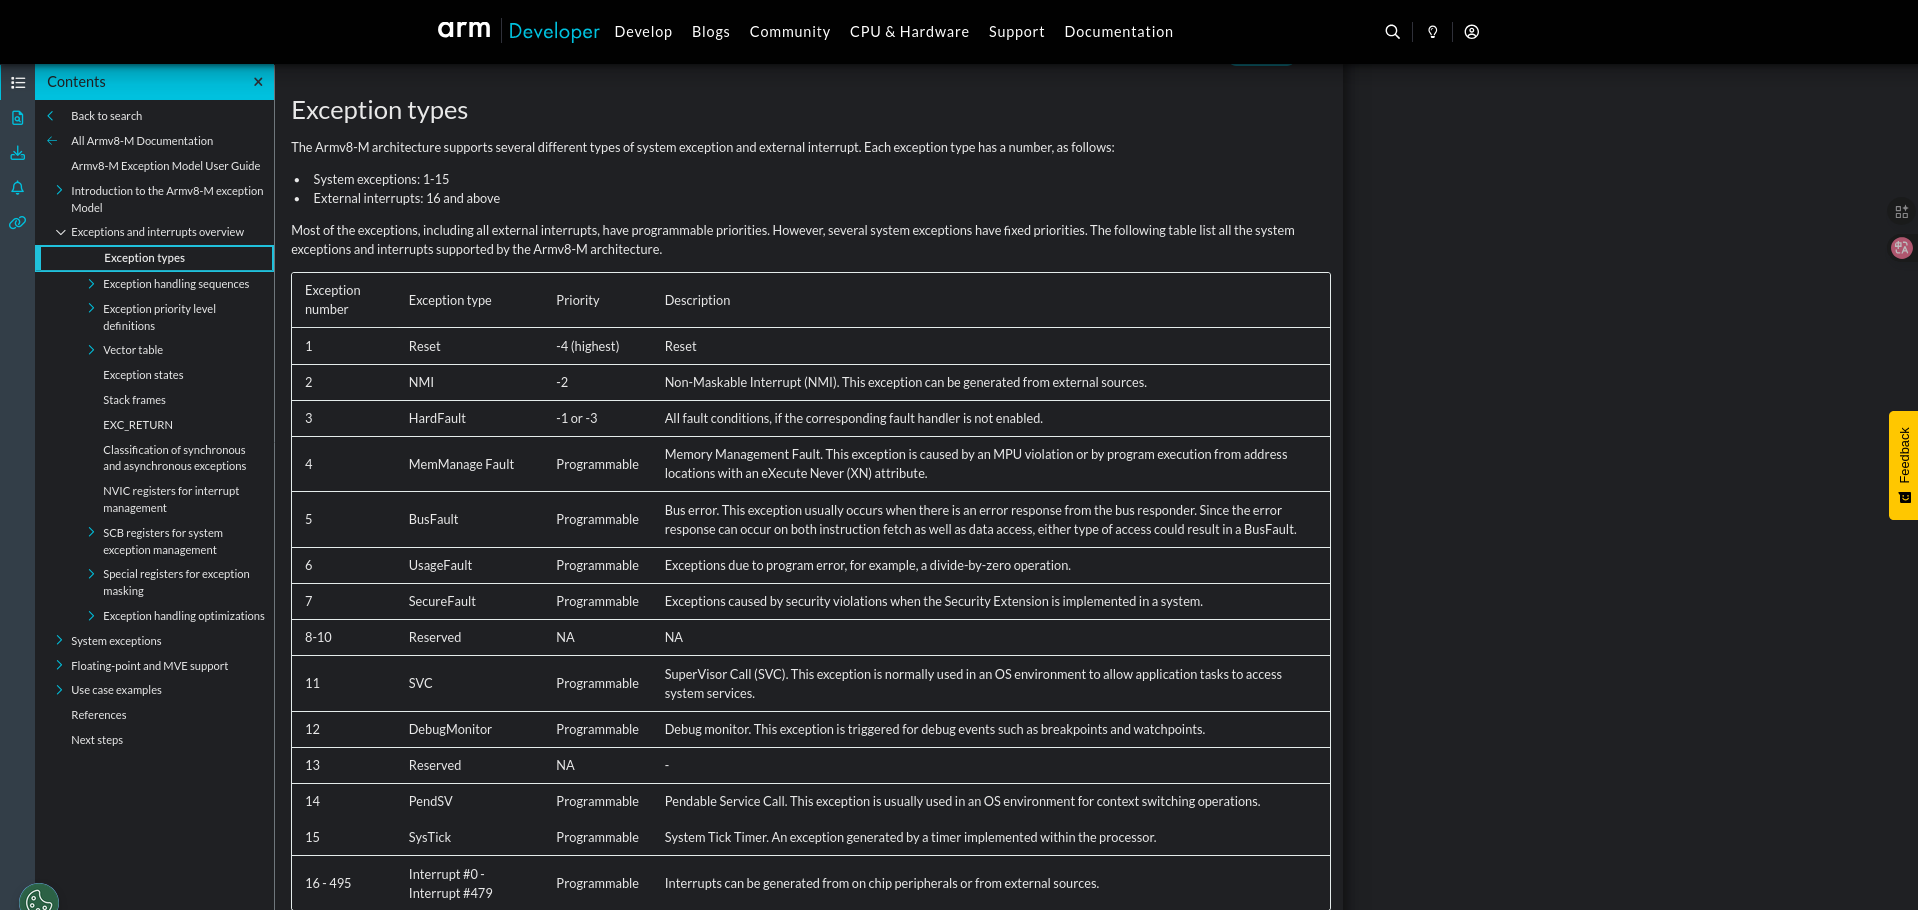 arm Developer Develop Blogs Community CPU & Hardware Support Documentation
Contents
Back to search
All Armv8-M Documentation
Armv8-M Exception Model User Guide
Introduction to the Armv8-M exception
Model
Exceptions and interrupts overview
Exception types
Exception handling sequences
Exception priority level
definitions
Vector table
Exception states
Stack frames
EXC_RETURN
Classification of synchronous
and asynchronous exceptions
NVIC registers for interrupt
management
SCB registers for system
exception management
Special registers for exception
masking
Exception handling optimizations
System exceptions
Floating-point and MVE support
Use case examples
References
Next steps
Exception types
The Armv8-M architecture supports several different types of system exception and external interrupt. Each exception type has a number, as follows:
• System exceptions: 1-15
• External interrupts: 16 and above
Most of the exceptions, including all external interrupts, have programmable priorities. However, several system exceptions have fixed priorities. The following table list all the system
exceptions and interrupts supported by the Armv8-M architecture.
Exception
number
Exception type Priority Description
1 Reset -4 (highest) Reset
2 NMI -2 Non-Maskable Interrupt (NMI). This exception can be generated from external sources.
3 HardFault -1 or -3 All fault conditions, if the corresponding fault handler is not enabled.
4 MemManage Fault Programmable Memory Management Fault. This exception is caused by an MPU violation or by program execution from address
locations with an eXecute Never (XN) attribute.
5 BusFault Programmable Bus error. This exception usually occurs when there is an error response from the bus responder. Since the error
response can occur on both instruction fetch as well as data access, either type of access could result in a BusFault.
6 UsageFault Programmable Exceptions due to program error, for example, a divide-by-zero operation.
7 SecureFault Programmable Exceptions caused by security violations when the Security Extension is implemented in a system.
8-10 Reserved NA NA
11 SVC Programmable SuperVisor Call (SVC). This exception is normally used in an OS environment to allow application tasks to access
system services.
12 DebugMonitor Programmable Debug monitor. This exception is triggered for debug events such as breakpoints and watchpoints.
13 Reserved NA -
14 PendSV Programmable Pendable Service Call. This exception is usually used in an OS environment for context switching operations.
15 SysTick Programmable System Tick Timer. An exception generated by a timer implemented within the processor.
16 - 495 Interrupt #0 -
Interrupt #479 Programmable Interrupts can be generated from on chip peripherals or from external sources.
Feedback